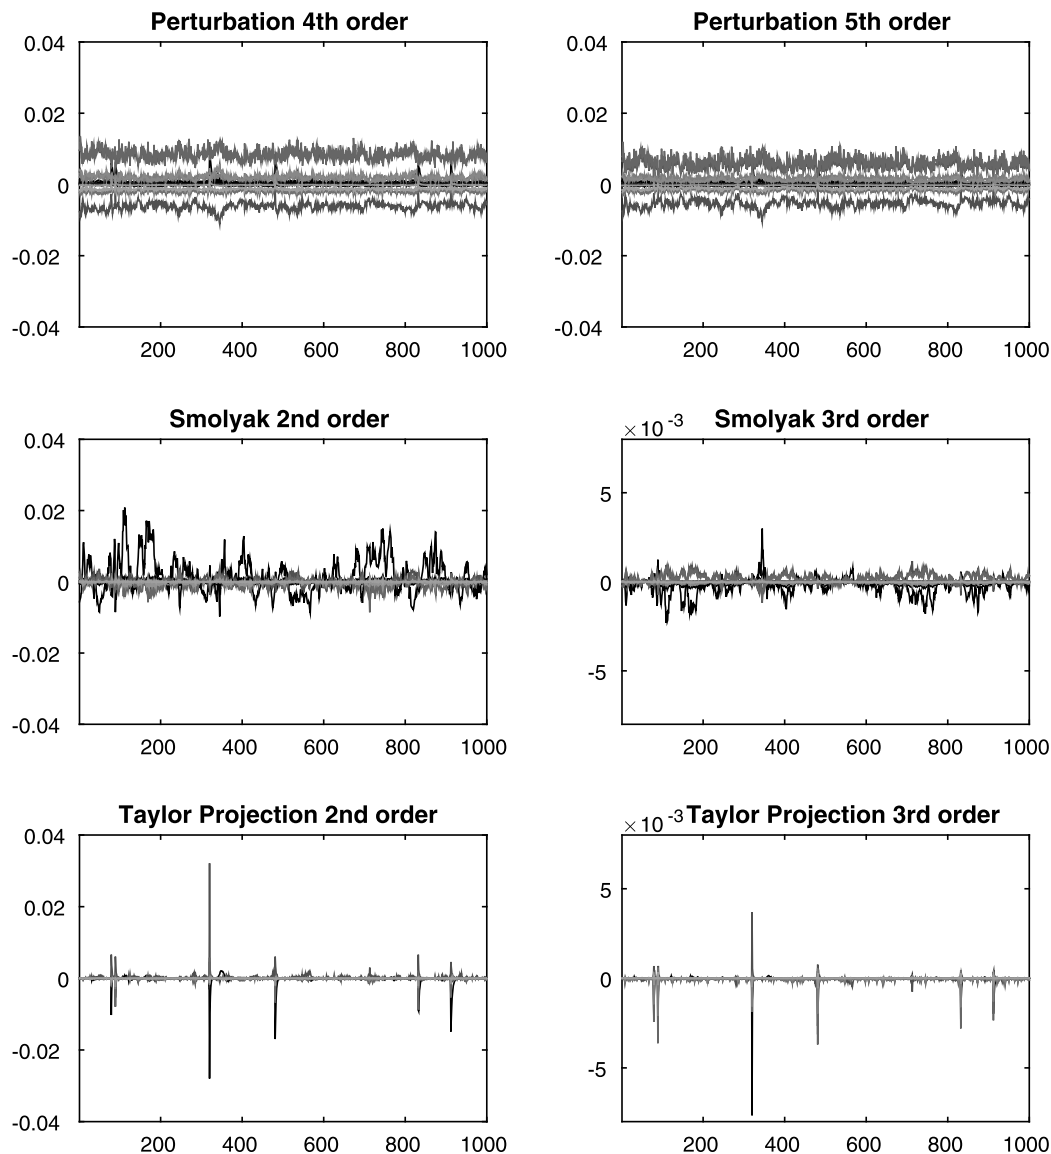 Perturbation 4th order
0.04
0.02
0
-0.02
-0.04
200 400 600 800 1000
Perturbation 5th order
0.04
0.02
0
-0.02
-0.04
200 400 600 800 1000
Smolyak 2nd order
0.04
0.02
0
-0.02
-0.04
200 400 600 800 1000
Smolyak 3rd order
×10 -3
5
0
-5
200 400 600 800 1000
Taylor Projection 2nd order
0.04
0.02
0
-0.02
-0.04
200 400 600 800 1000
Taylor Projection 3rd order
×10 -3
5
0
-5
200 400 600 800 1000